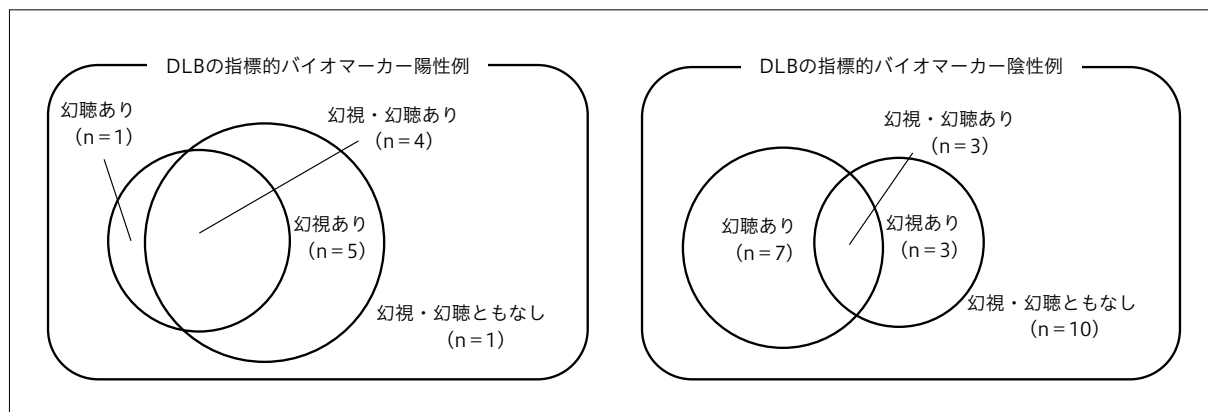 DLBの指標的バイオマーカー陽性例
幻聴あり
（n＝1）
幻視・幻聴あり
（n＝4）
幻視あり
（n＝5）
幻視・幻聴ともなし
（n＝1）
DLBの指標的バイオマーカー陰性例
幻視・幻聴あり
（n＝3）
幻聴あり
（n＝7）
幻視あり
（n＝3）
幻視・幻聴ともなし
（n＝10）